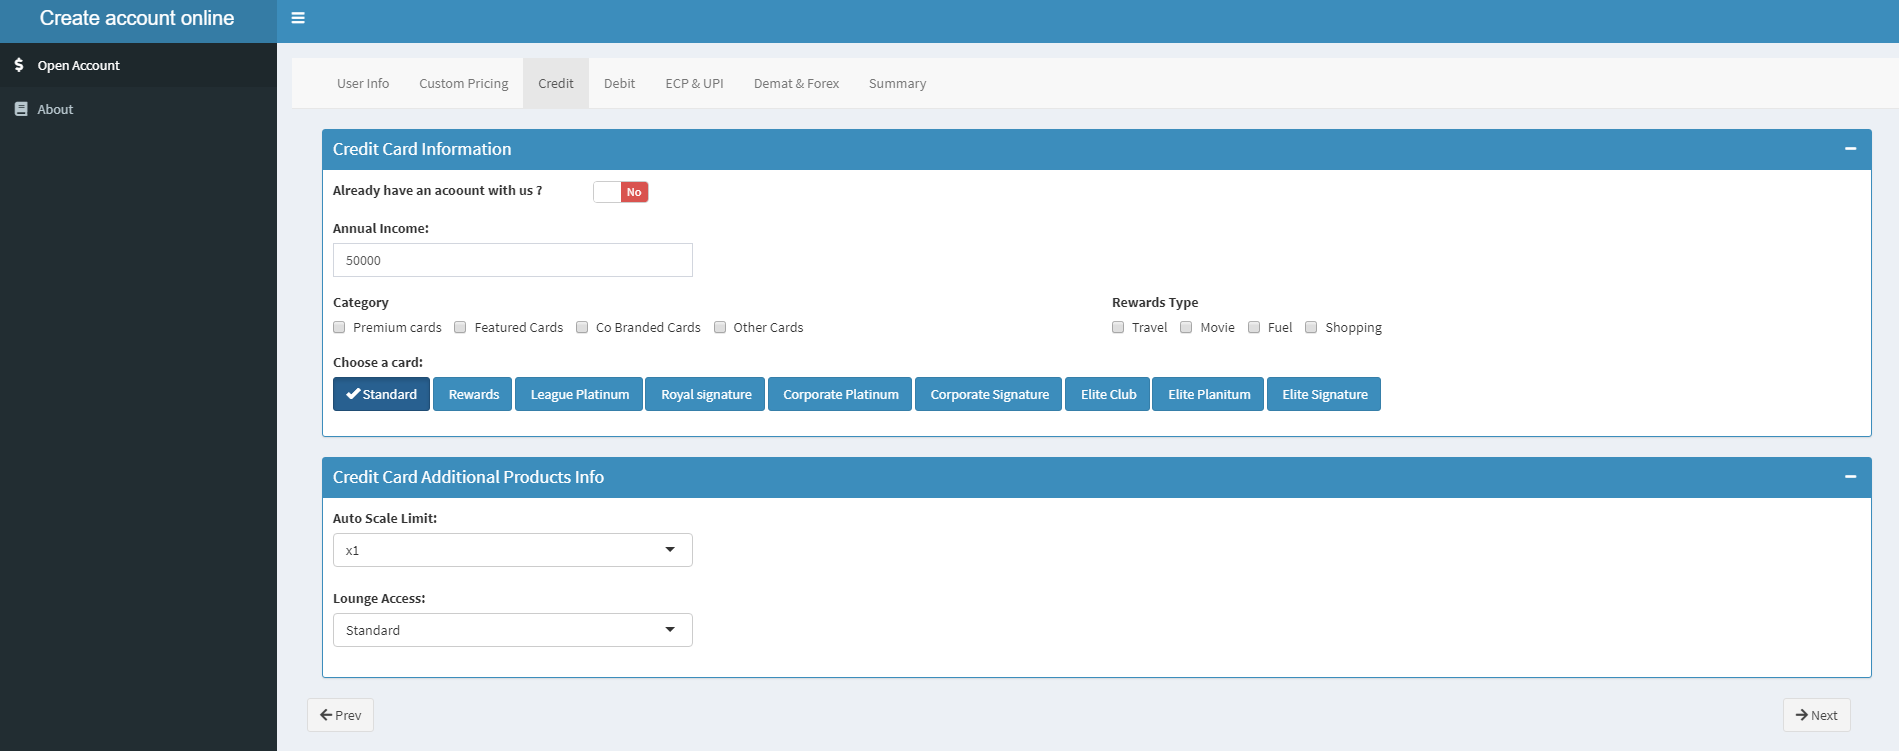 Create account online
Open Account
About
User Info Custom Pricing Credit Debit ECP & UPI Demat & Forex Summary
Credit Card Information
Already have an acoount with us ? No
Annual Income:
50000
Category
Premium cards Featured Cards Co Branded Cards Other Cards
Rewards Type
Travel Movie Fuel Shopping
Choose a card:
Standard Rewards League Platinum Royal signature Corporate Platinum Corporate Signature Elite Club Elite Planitum Elite Signature
Credit Card Additional Products Info
Auto Scale Limit:
x1
Lounge Access:
Standard
Prev Next